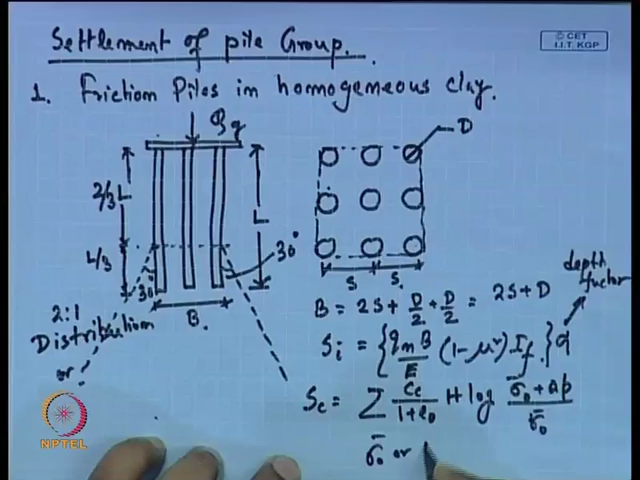 Settlement of pile Group.
© CET
I.I.T. KGP
1. Friction Piles in homogeneous clay.
Qg
D
2/3 L
L
L/3
30°
30°
S
S.
B.
2:1
Distribution
or
depth
factor
B = 2S + D/2 + D/2 = 2S + D
Si = { qn B / E (1-μ²) If } α
Sc = Σ Cc / 1+e0 H log σ̄0 + Δp / σ̄0
σ̄0 or
NPTEL